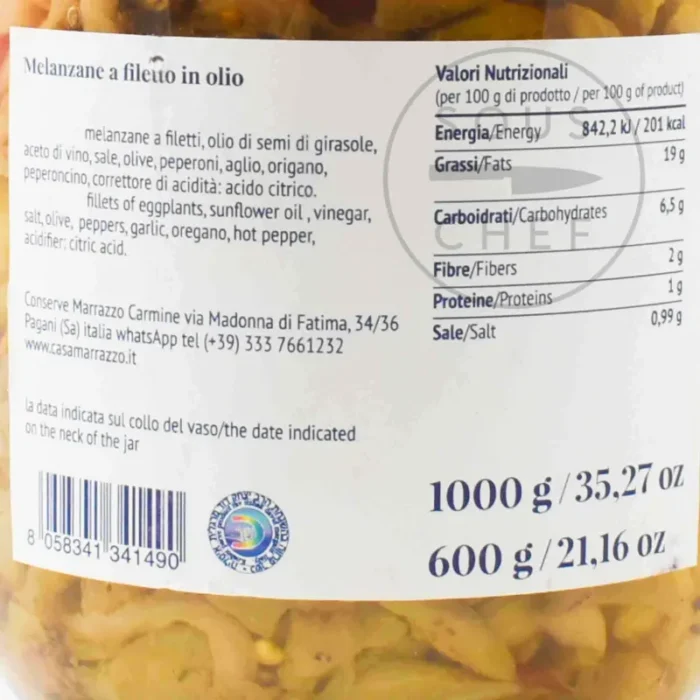 Melanzane a filetto in olio
melanzane a filetti, olio di semi di girasole,
aceto di vino, sale, olive, peperoni, aglio, origano,
peperoncino, correttore di acidità: acido citrico.
fillets of eggplants, sunflower oil , vinegar,
salt, olive, peppers, garlic, oregano, hot pepper,
acidifier: citric acid.
Conserve Marrazzo Carmine via Madonna di Fatima, 34/36
Pagani (Sa) italia whatsApp tel (+39) 333 7661232
www.casamarrazzo.it
la data indicata sul collo del vaso/the date indicated
on the neck of the jar
8 058341 341490
Valori Nutrizionali
(per 100 g di prodotto / per 100 g of product)
Energia/Energy 842,2 kJ / 201 kcal
Grassi/Fats 19 g
Carboidrati/Carbohydrates 6,5 g
Fibre/Fibers 2 g
Proteine/Proteins 1 g
Sale/Salt 0,99 g
SOUS
CHEF
1000 g / 35,27 oz
600 g / 21,16 oz